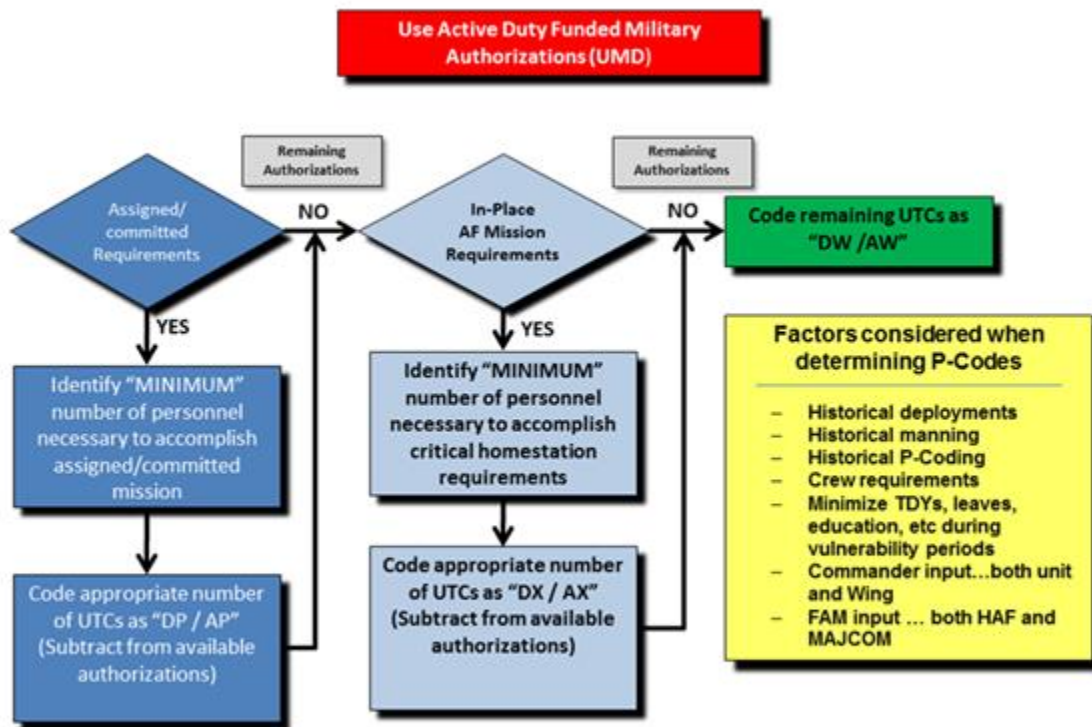 Use Active Duty Funded Military
Authorizations (UMD)
Remaining
Authorizations
Remaining
Authorizations
Assigned/
committed
Requirements
NO
In-Place
AF Mission
Requirements
NO
Code remaining UTCs as
"DW /AW"
YES
YES
Identify "MINIMUM"
number of personnel
necessary to accomplish
assigned/committed
mission
Identify "MINIMUM"
number of personnel
necessary to accomplish
critical homestation
requirements
Code appropriate number
of UTCs as "DP / AP"
(Subtract from available
authorizations)
Code appropriate number
of UTCs as "DX / AX"
(Subtract from available
authorizations)
Factors considered when
determining P-Codes
– Historical deployments
– Historical manning
– Historical P-Coding
– Crew requirements
– Minimize TDYs, leaves,
education, etc during
vulnerability periods
– Commander input...both unit
and Wing
– FAM input ... both HAF and
MAJCOM